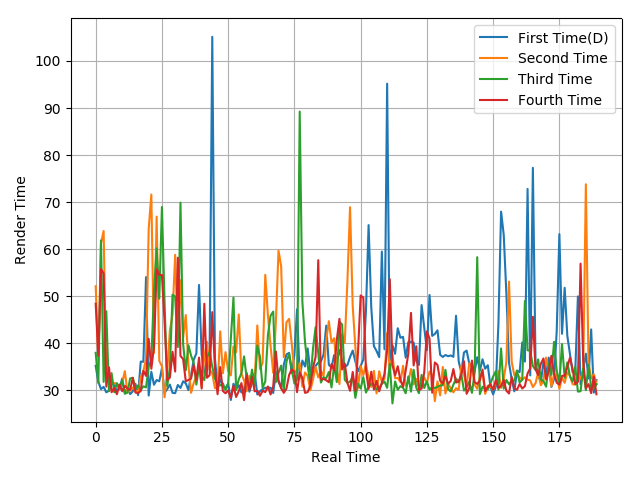 First Time(D)
Second Time
Third Time
Fourth Time
Render Time
100
90
80
70
60
50
40
30
0
25
50
75
100
125
150
175
Real Time